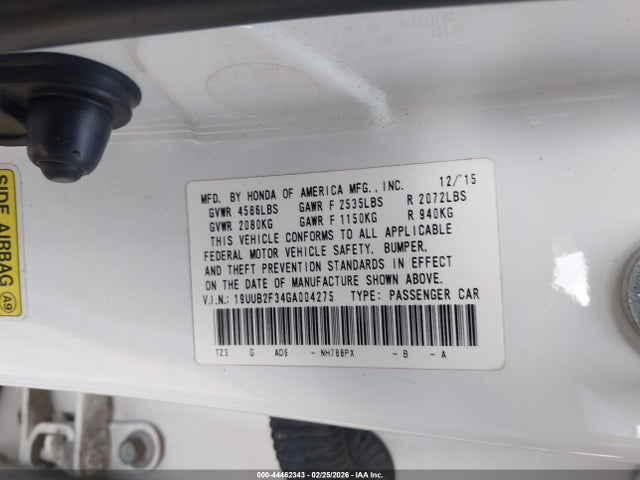 MFD. BY HONDA OF AMERICA MFG., INC. 12/'15
GVWR 4586LBS GAWR F 2535LBS R 2072LBS
GVWR 2080KG GAWR F 1150KG R 940KG
THIS VEHICLE CONFORMS TO ALL APPLICABLE
FEDERAL MOTOR VEHICLE SAFETY, BUMPER,
AND THEFT PREVENTION STANDARDS IN EFFECT
ON THE DATE OF MANUFACTURE SHOWN ABOVE.
V.I.N.: 19UUB2F34GA004275 TYPE: PASSENGER CAR
T23 G AD6 - NH788PX - B - A
SIDE AIRBAG A9
000-44462343 - 02/25/2026 - IAA Inc.